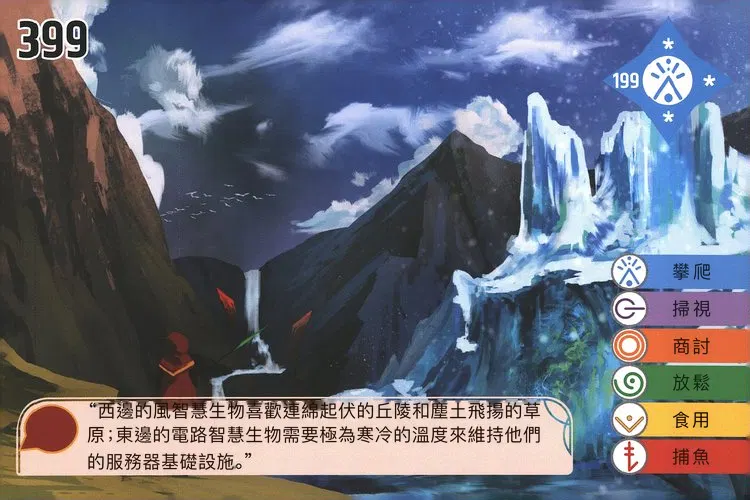 399
199
攀爬
掃視
商討
放鬆
食用
捕魚
“西邊的風智慧生物喜歡連綿起伏的丘陵和塵土飛揚的草
原;東邊的電路智慧生物需要極為寒冷的溫度來維持他們
的服務器基礎設施。”